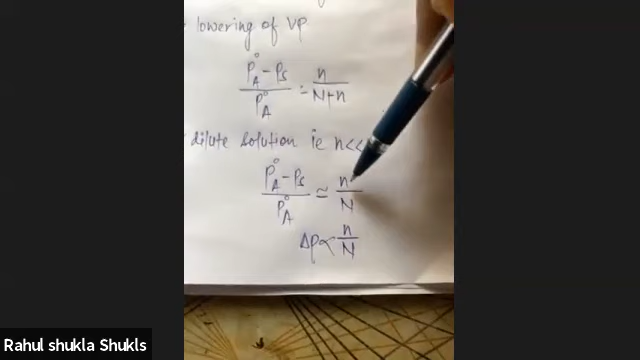 lowering of VP
P°A - Ps / P°A = n / N+n
dilute solution ie n<<
P°A - Ps / P°A ≃ n / N
Δp ∝ n / N
Rahul shukla Shukls